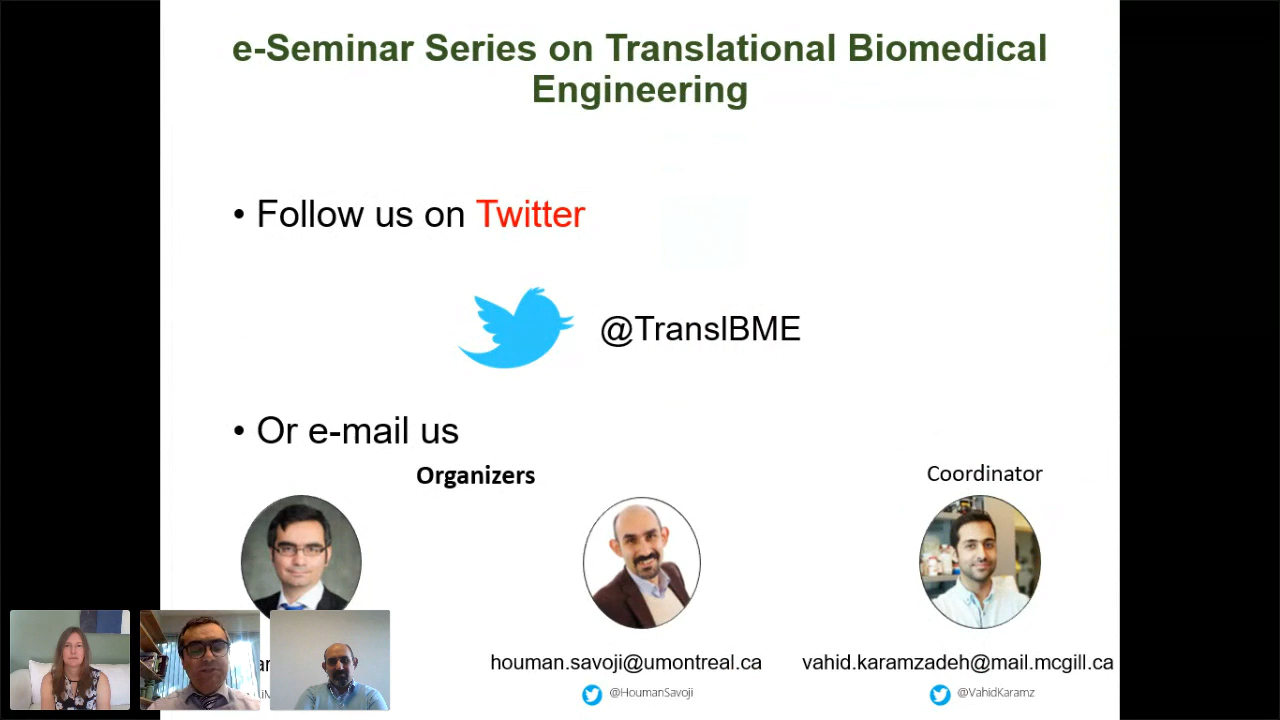 e-Seminar Series on Translational Biomedical
Engineering
• Follow us on Twitter
@TranslBME
• Or e-mail us
Organizers
Coordinator
houman.savoji@umontreal.ca
vahid.karamzadeh@mail.mcgill.ca
@HoumanSavoji
@VahidKaramz